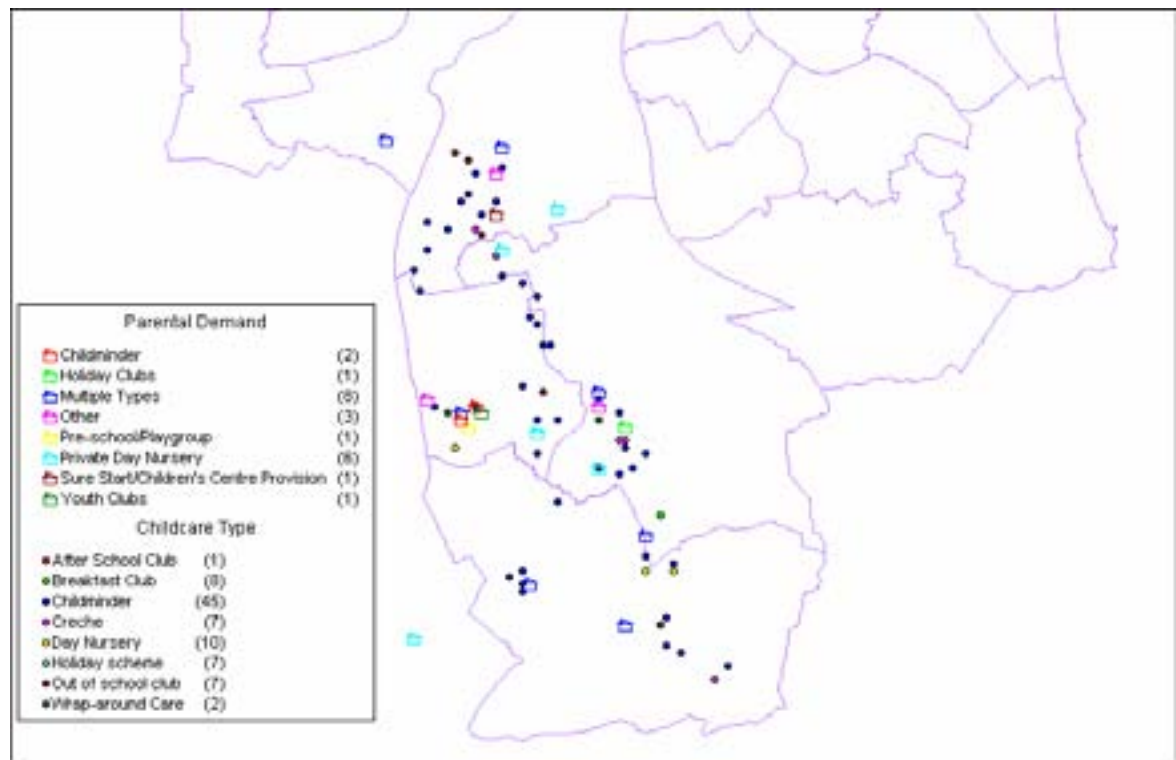 Parental Demand
Childminder (2)
Holiday Clubs (1)
Multiple Types (8)
Other (3)
Pre-school/Playgroup (1)
Private Day Nursery (6)
Sure Start/Children's Centre Provision (1)
Youth Clubs (1)
Childcare Type
After School Club (1)
Breakfast Club (8)
Childminder (45)
Creche (7)
Day Nursery (10)
Holiday scheme (7)
Out of school club (7)
Wrap-around Care (2)